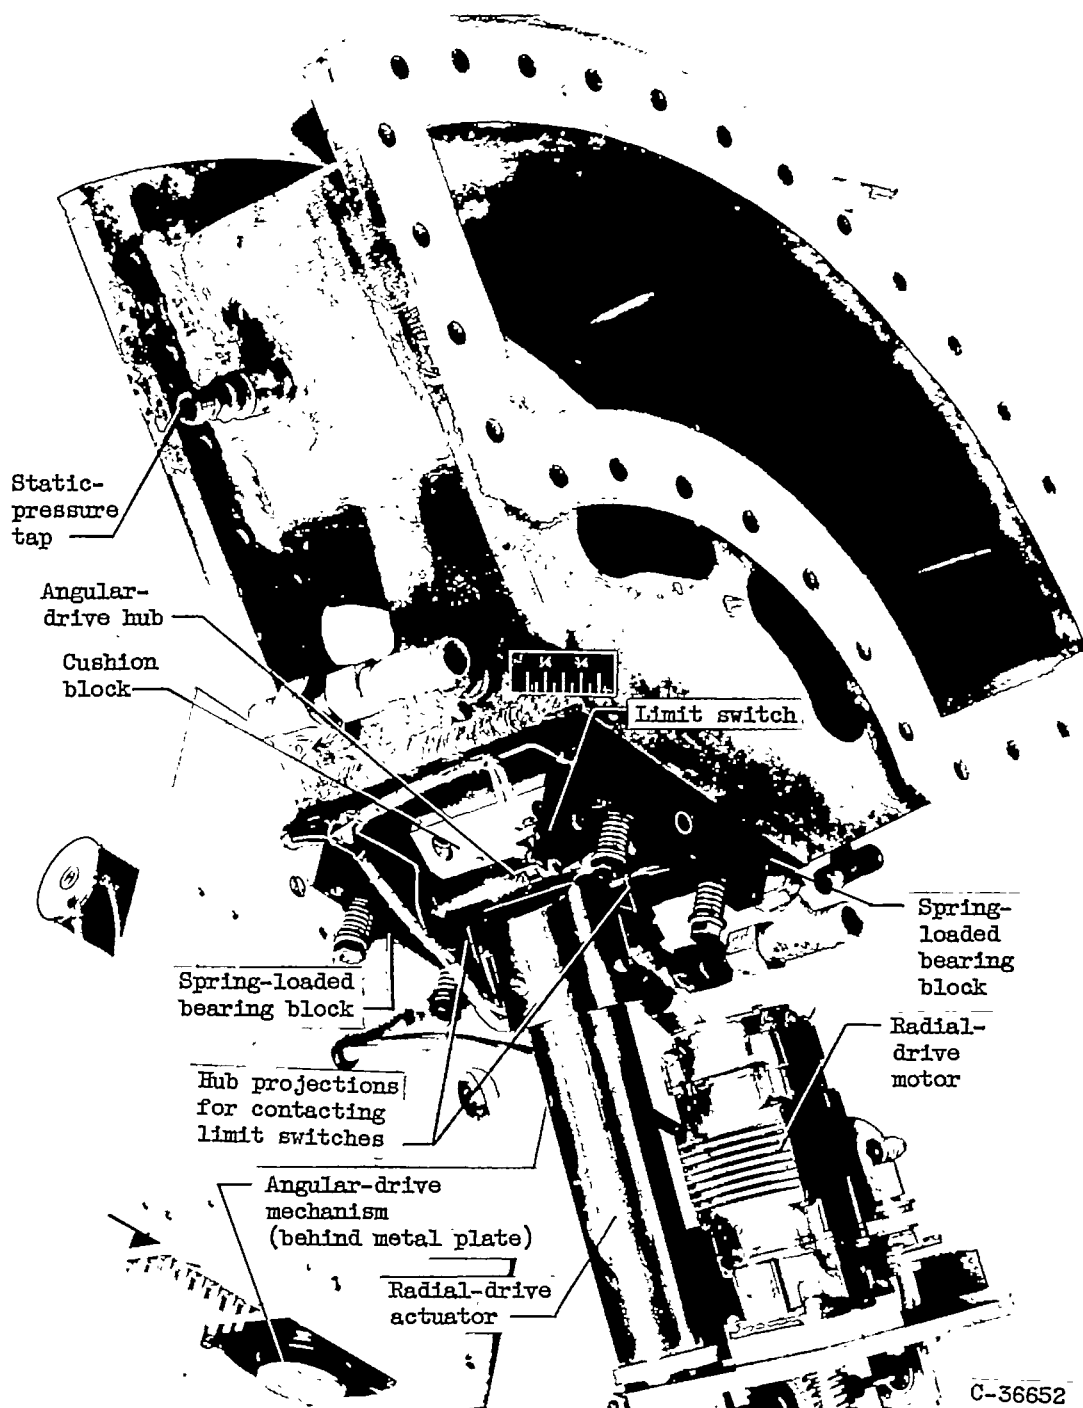 Static-
pressure
tap
Angular-
drive hub
Cushion
block
Limit switch
Spring-
loaded
bearing
block
Spring-loaded
bearing block
Radial-
drive
motor
Hub projections
for contacting
limit switches
Angular-drive
mechanism
(behind metal plate)
Radial-drive
actuator
C-36652